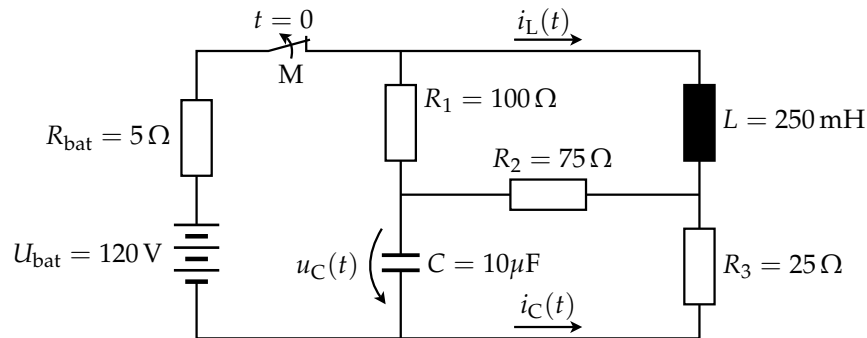 t = 0
i_L(t)
M
R_1 = 100 Ω
R_bat = 5 Ω
L = 250 mH
R_2 = 75 Ω
U_bat = 120 V
u_C(t)
C = 10μF
R_3 = 25 Ω
i_C(t)